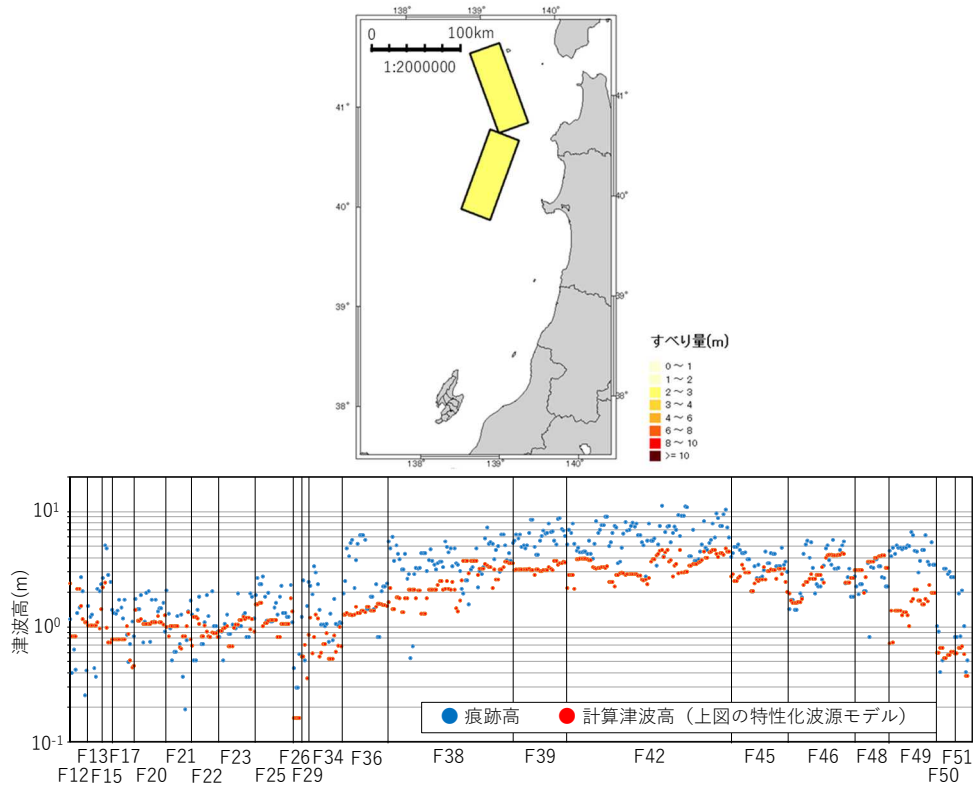 138° 139° 140°
0 100km
1:2000000
41° 41°
40° 40°
39° 39°
38° 38°
138° 139° 140°
すべり量(m)
0 ～ 1
1 ～ 2
2 ～ 3
3 ～ 4
4 ～ 6
6 ～ 8
8 ～ 10
>= 10
津波高(m)
10¹
10⁰
10⁻¹
痕跡高 計算津波高（上図の特性化波源モデル）
F13 F17 F21 F23 F26 F34 F36 F38 F39 F42 F45 F46 F48 F49 F51
F12 F15 F20 F22 F25 F29 F50